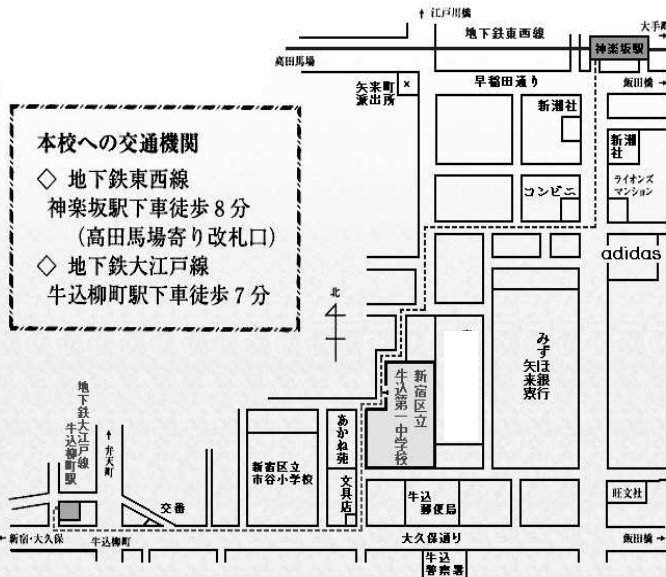 江戸川橋
地下鉄東西線
神楽坂駅
高田馬場
早稲田通り
飯田橋
矢来町
派出所
新潮社
新潮
社
コンビニ
ライオンズ
マンション
adidas
本校への交通機関
◇ 地下鉄東西線
神楽坂駅下車徒歩8分
(高田馬場寄り改札口)
◇ 地下鉄大江戸線
牛込柳町駅下車徒歩7分
北
みずほ銀行
矢来寮
新宿区立
牛込第一中学校
地下鉄大江戸線
牛込柳町駅
弁天町
あかね苑
新宿区立
市谷小学校
文具店
交番
牛込
郵便局
旺文社
新宿・大久保
牛込柳町
大久保通り
飯田橋
牛込
警察署